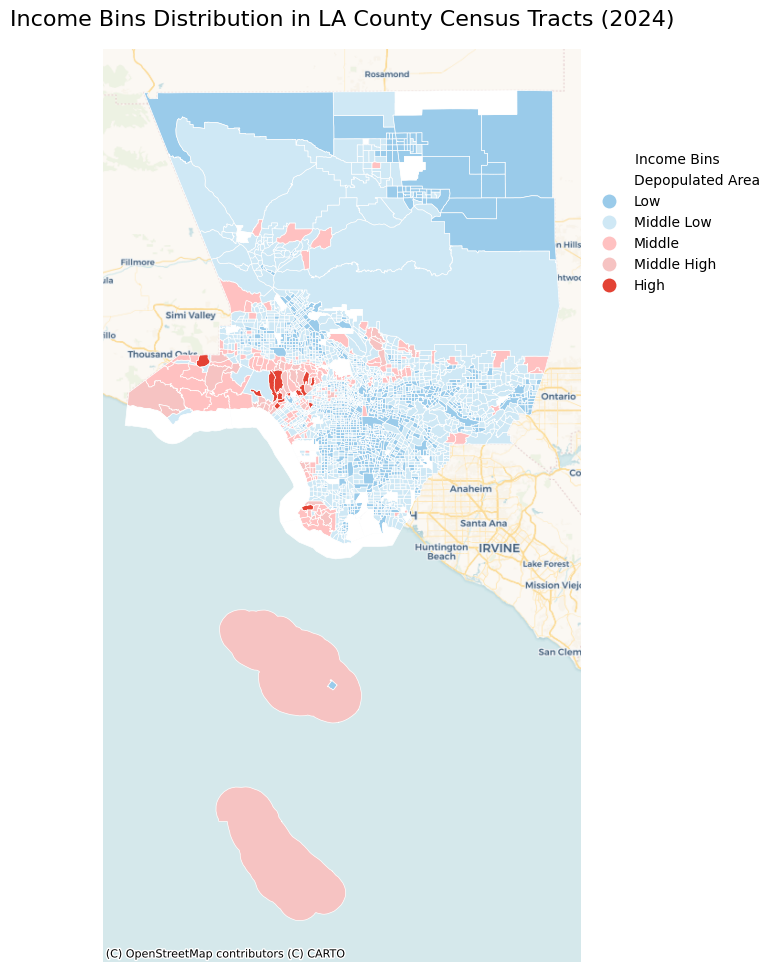 Income Bins Distribution in LA County Census Tracts (2024)
Rosamond
Income Bins
Depopulated Area
Low
Middle Low
Middle
Middle High
High
Fillmore
Simi Valley
Thousand Oaks
Ontario
Anaheim
Santa Ana
Huntington
Beach
IRVINE
Lake Forest
Mission Viejo
San Clem
(C) OpenStreetMap contributors (C) CARTO